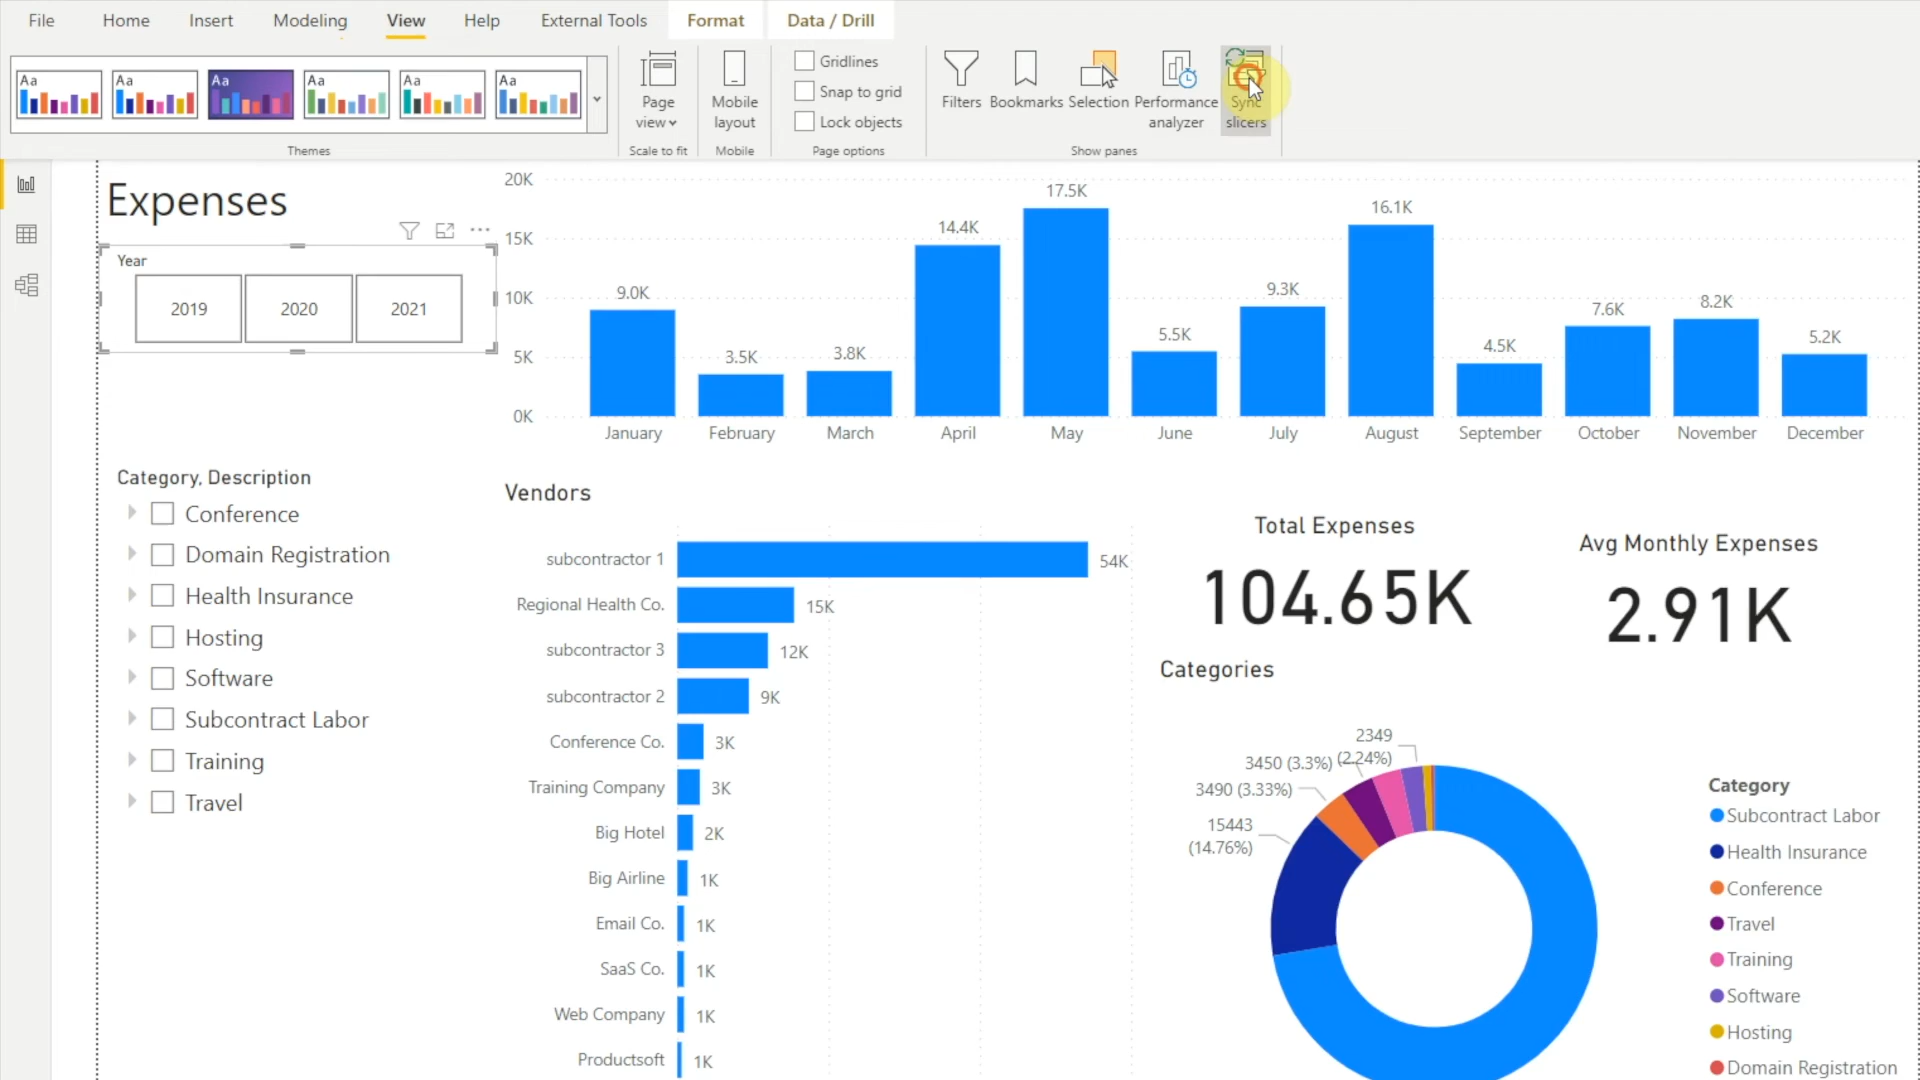 File Home Insert Modeling View Help External Tools Format Data / Drill
Aa Aa Aa Aa Aa Aa
Themes
Page view
Scale to fit
Mobile layout
Mobile
Gridlines
Snap to grid
Lock objects
Page options
Filters
Bookmarks
Selection
Performance analyzer
Sync slicers
Show panes
Expenses
Year
2019 2020 2021
20K
15K
10K
5K
0K
9.0K 3.5K 3.8K 14.4K 17.5K 5.5K 9.3K 16.1K 4.5K 7.6K 8.2K 5.2K
January February March April May June July August September October November December
Category, Description
Conference
Domain Registration
Health Insurance
Hosting
Software
Subcontract Labor
Training
Travel
Vendors
subcontractor 1 54K
Regional Health Co. 15K
subcontractor 3 12K
subcontractor 2 9K
Conference Co. 3K
Training Company 3K
Big Hotel 2K
Big Airline 1K
Email Co. 1K
SaaS Co. 1K
Web Company 1K
Productsoft 1K
Total Expenses
104.65K
Avg Monthly Expenses
2.91K
Categories
2349
(2.24%)
3450 (3.3%)
3490 (3.33%)
15443
(14.76%)
Category
Subcontract Labor
Health Insurance
Conference
Travel
Training
Software
Hosting
Domain Registration